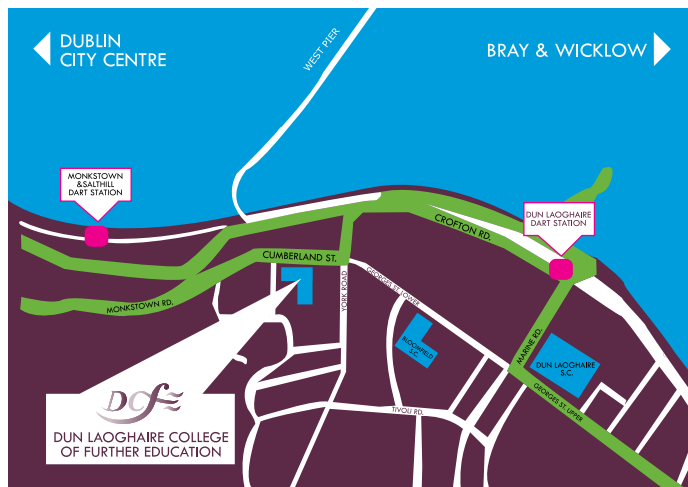 DUBLIN
CITY CENTRE
WEST PIER
BRAY & WICKLOW
MONKSTOWN
&SALTHILL
DART STATION
DUN LAOGHAIRE
DART STATION
CROFTON RD.
CUMBERLAND ST.
MONKSTOWN RD.
YORK ROAD
GEORGES ST. LOWER
BLOOMFIELD
S.C.
MARINE RD.
DUN LAOGHAIRE
S.C.
GEORGES ST. UPPER
TIVOLI RD.
DCfe
DUN LAOGHAIRE COLLEGE
OF FURTHER EDUCATION